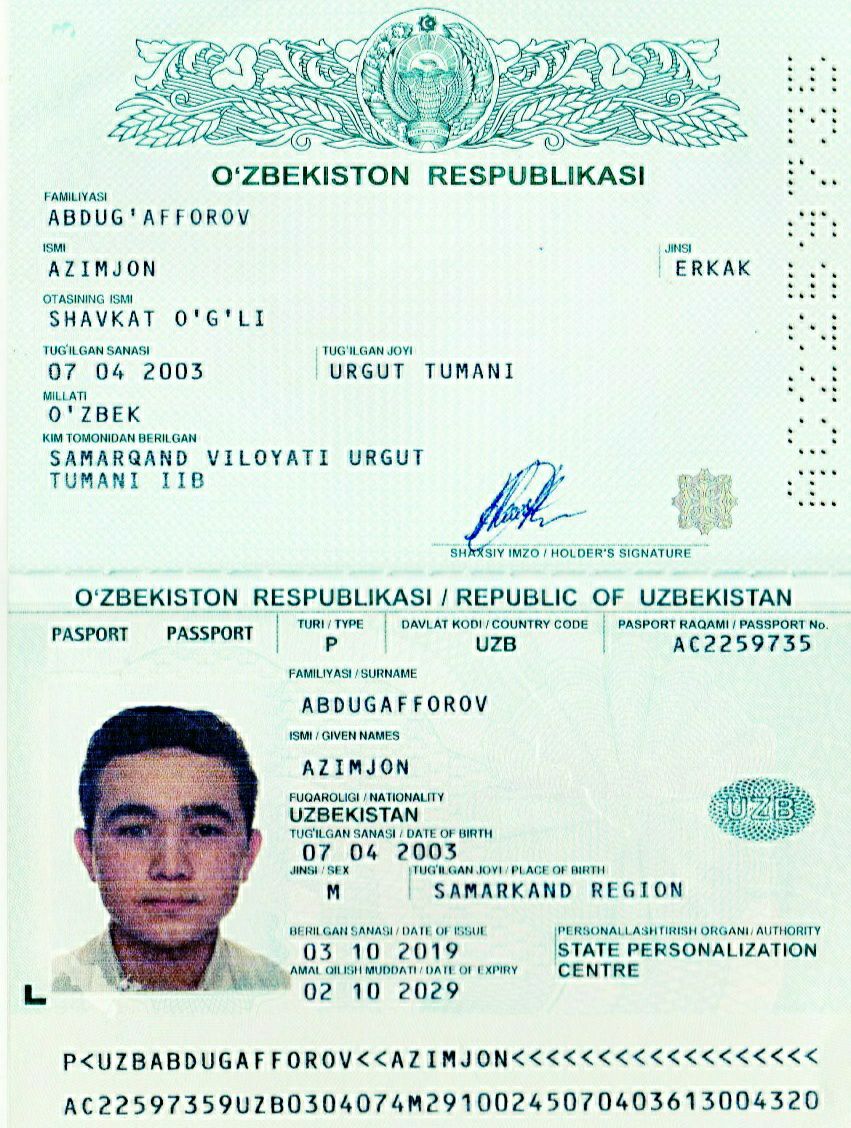 O‘ZBEKISTON RESPUBLIKASI
FAMILIYASI
ABDUG'AFFOROV
ISMI
AZIMJON
JINSI
ERKAK
OTASINING ISMI
SHAVKAT O'G'LI
TUG'ILGAN SANASI
07 04 2003
TUG'ILGAN JOYI
URGUT TUMANI
MILLATI
O'ZBEK
KIM TOMONIDAN BERILGAN
SAMARQAND VILOYATI URGUT
TUMANI IIB
SHAXSIY IMZO / HOLDER'S SIGNATURE
O‘ZBEKISTON RESPUBLIKASI / REPUBLIC OF UZBEKISTAN
PASPORT PASSPORT
TURI / TYPE
P
DAVLAT KODI / COUNTRY CODE
UZB
PASPORT RAQAMI / PASSPORT No.
AC2259735
FAMILIYASI / SURNAME
ABDUGAFFOROV
ISMI / GIVEN NAMES
AZIMJON
FUQAROLIGI / NATIONALITY
UZBEKISTAN
TUG'ILGAN SANASI / DATE OF BIRTH
07 04 2003
JINSI / SEX
M
TUG'ILGAN JOYI / PLACE OF BIRTH
SAMARKAND REGION
UZB
BERILGAN SANASI / DATE OF ISSUE
03 10 2019
AMAL QILISH MUDDATI / DATE OF EXPIRY
02 10 2029
PERSONALLASHTIRISH ORGANI / AUTHORITY
STATE PERSONALIZATION
CENTRE
P<UZBABDUGAFFOROV<<AZIMJON<<<<<<<<<<<<<<<<<<
AC22597359UZB0304074M29100245070403613004320